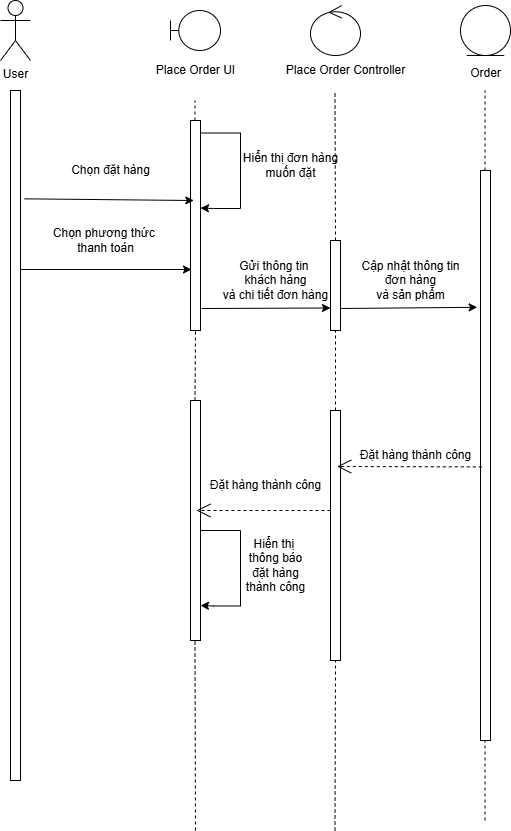 User
Place Order UI
Place Order Controller
Order
Hiển thị đơn hàng
muốn đặt
Chọn đặt hàng
Chọn phương thức
thanh toán
Gửi thông tin
khách hàng
và chi tiết đơn hàng
Cập nhật thông tin
đơn hàng
và sản phẩm
Đặt hàng thành công
Đặt hàng thành công
Hiển thị
thông báo
đặt hàng
thành công